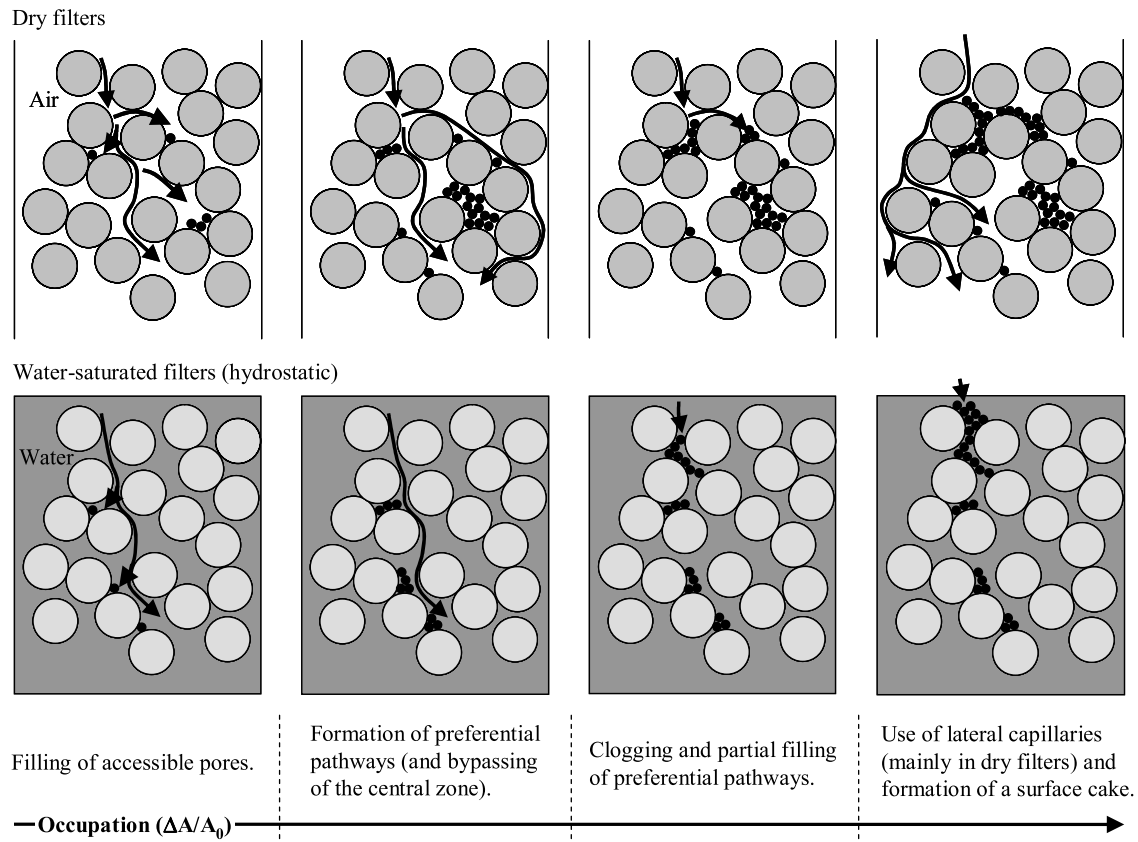 Dry filters
Air
Water-saturated filters (hydrostatic)
Water
Filling of accessible pores.
Formation of preferential
pathways (and bypassing
of the central zone).
Clogging and partial filling
of preferential pathways.
Use of lateral capillaries
(mainly in dry filters) and
formation of a surface cake.
Occupation (ΔA/A₀)